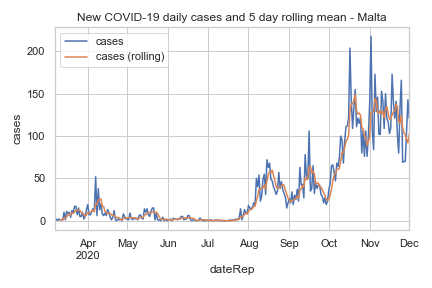 New COVID-19 daily cases and 5 day rolling mean - Malta
cases
cases (rolling)
200
150
100
50
0
cases
Apr May Jun Jul Aug Sep Oct Nov Dec
2020
dateRep